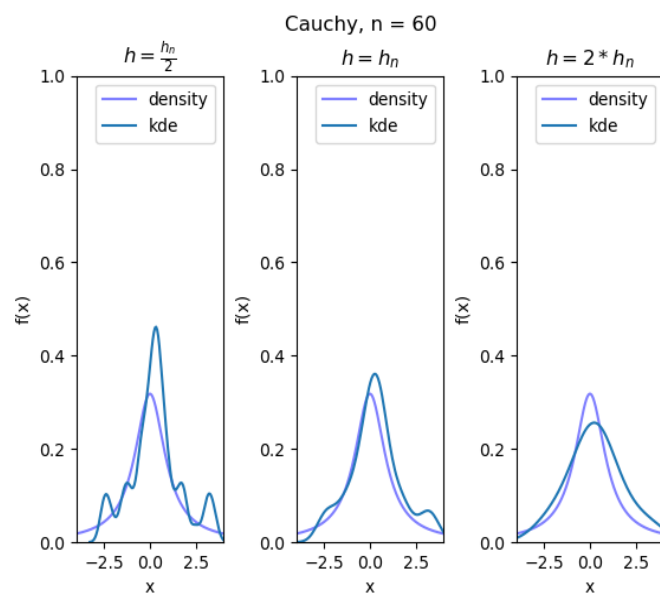 Cauchy, n = 60
h = h_n/2
h = h_n
h = 2 * h_n
1.0
0.8
0.6
0.4
0.2
0.0
f(x)
density
kde
−2.5 0.0 2.5
x
1.0
0.8
0.6
0.4
0.2
0.0
f(x)
density
kde
−2.5 0.0 2.5
x
1.0
0.8
0.6
0.4
0.2
0.0
f(x)
density
kde
−2.5 0.0 2.5
x